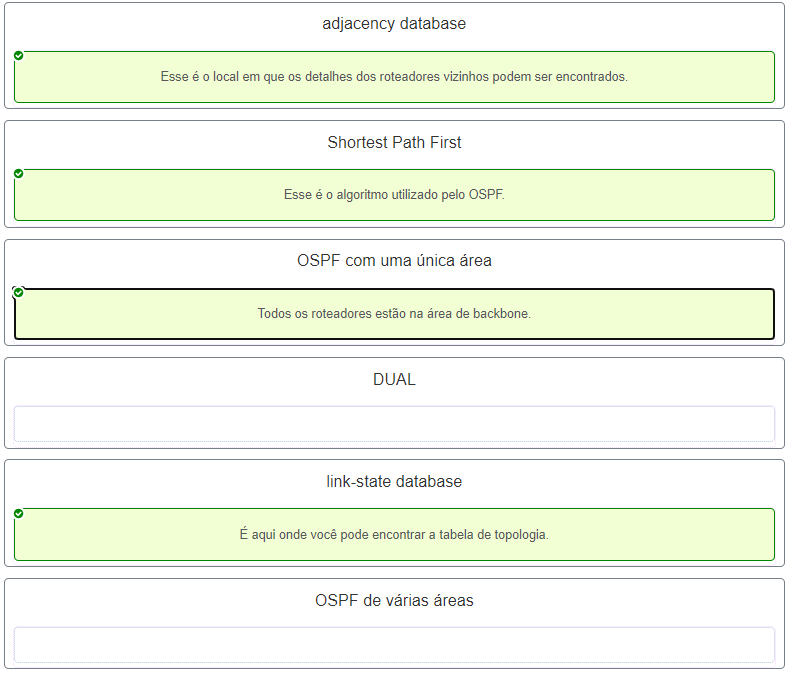 adjacency database
Esse é o local em que os detalhes dos roteadores vizinhos podem ser encontrados.
Shortest Path First
Esse é o algoritmo utilizado pelo OSPF.
OSPF com uma única área
Todos os roteadores estão na área de backbone.
DUAL
link-state database
É aqui onde você pode encontrar a tabela de topologia.
OSPF de várias áreas